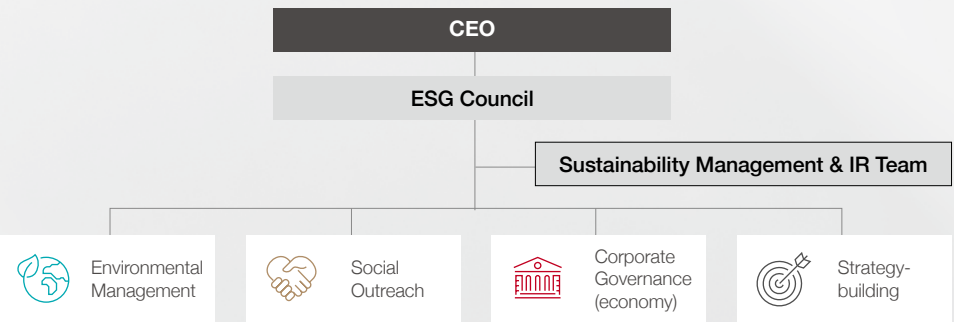 CEO
ESG Council
Sustainability Management & IR Team
Environmental
Management
Social
Outreach
Corporate
Governance
(economy)
Strategy-
building